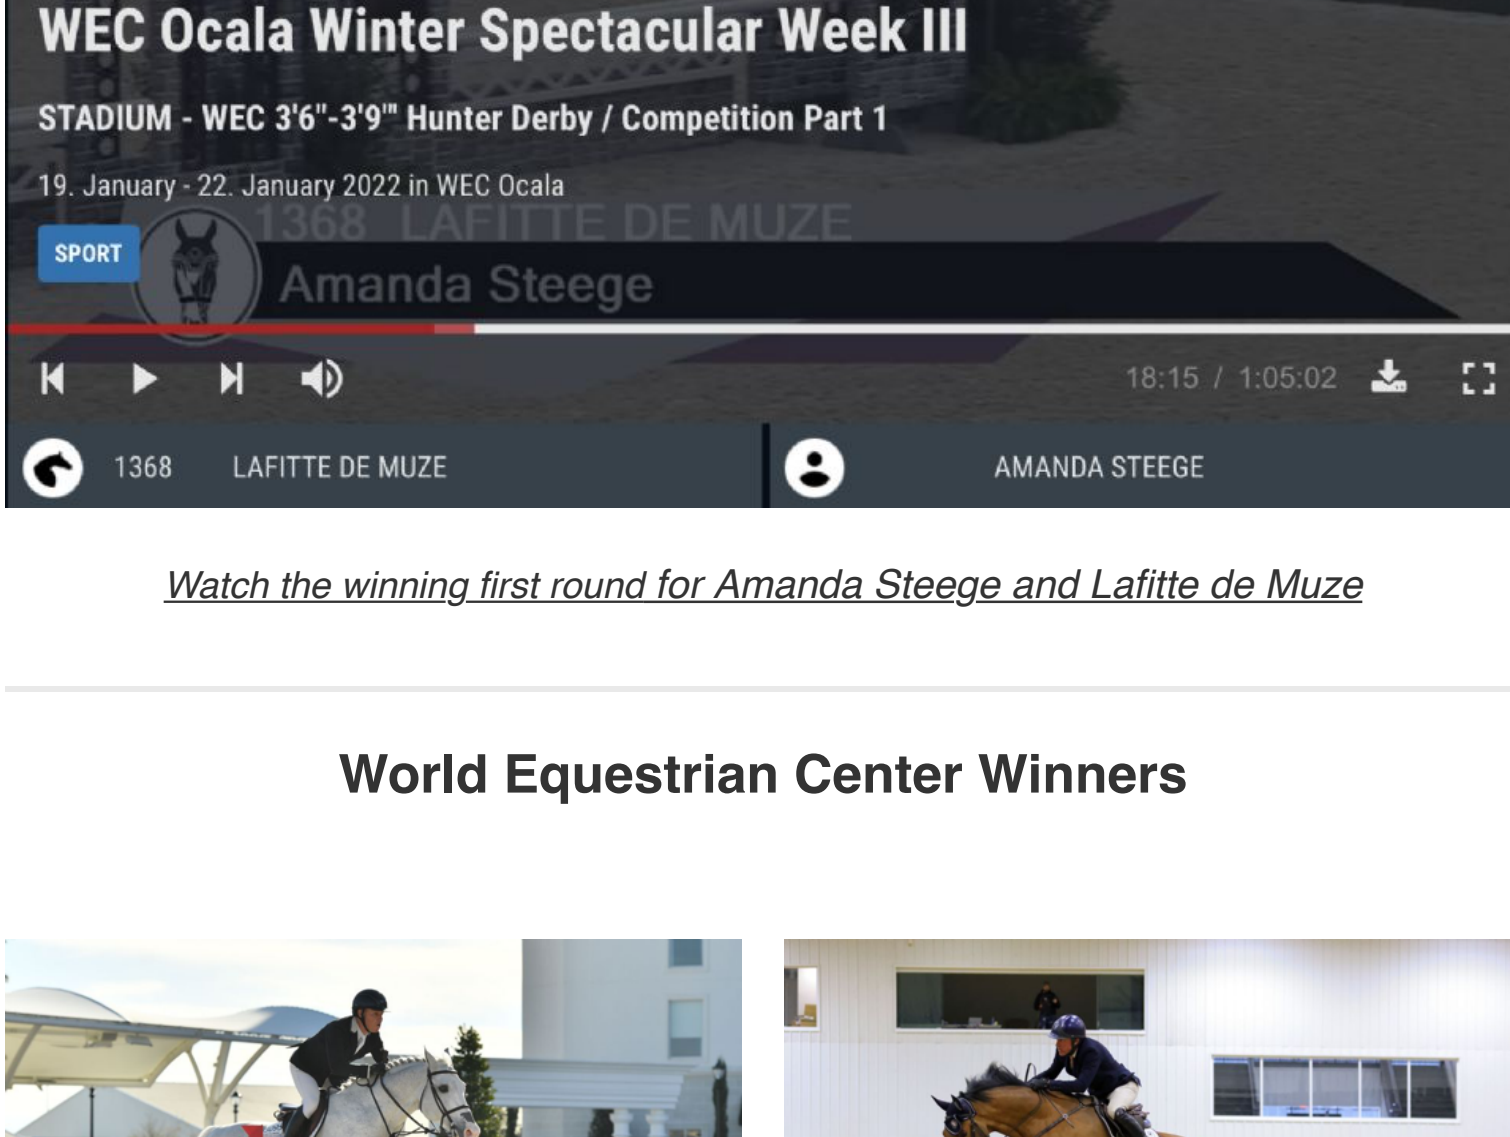 WEC Ocala Winter Spectacular Week III
STADIUM - WEC 3'6"-3'9"' Hunter Derby / Competition Part 1
19. January - 22. January 2022 in WEC Ocala
1368 LAFITTE DE MUZE
SPORT
Amanda Steege
18:15 / 1:05:02
1368 LAFITTE DE MUZE AMANDA STEEGE
Watch the winning first round for Amanda Steege and Lafitte de Muze
World Equestrian Center Winners